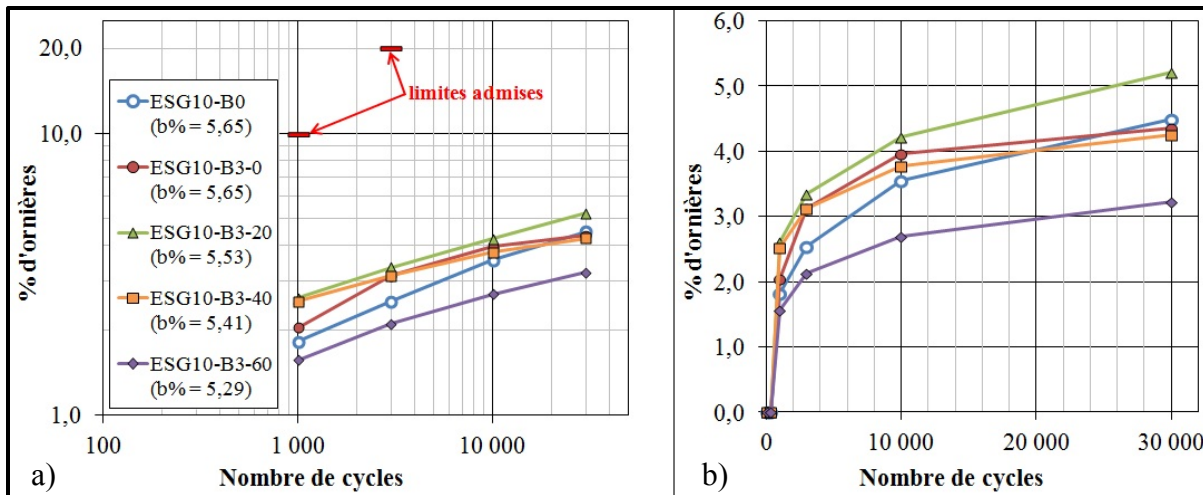 20,0
10,0
1,0
% d'ornières
limites admises
ESG10-B0
(b% = 5,65)
ESG10-B3-0
(b% = 5,65)
ESG10-B3-20
(b% = 5,53)
ESG10-B3-40
(b% = 5,41)
ESG10-B3-60
(b% = 5,29)
100 1 000 10 000
Nombre de cycles
a)
6,0
5,0
4,0
3,0
2,0
1,0
0,0
% d'ornières
0 10 000 20 000 30 000
Nombre de cycles
b)